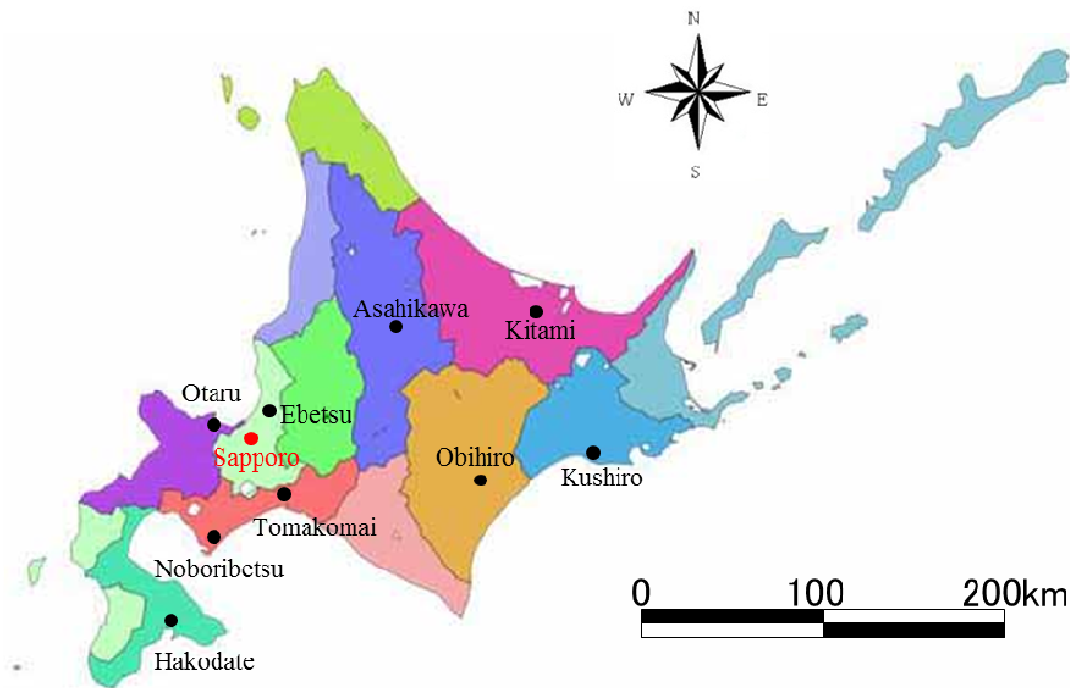 N
W
E
S
Asahikawa
Kitami
Otaru
Ebetsu
Sapporo
Obihiro
Kushiro
Tomakomai
Noboribetsu
Hakodate
0 100 200km